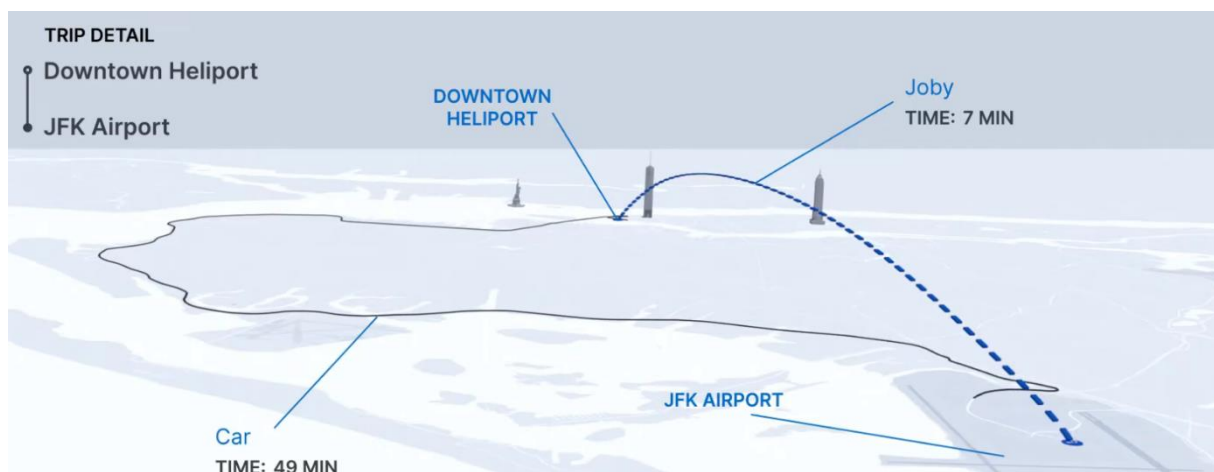 TRIP DETAIL
Downtown Heliport
JFK Airport
DOWNTOWN
HELIPORT
Joby
TIME: 7 MIN
JFK AIRPORT
Car
TIME: 49 MIN